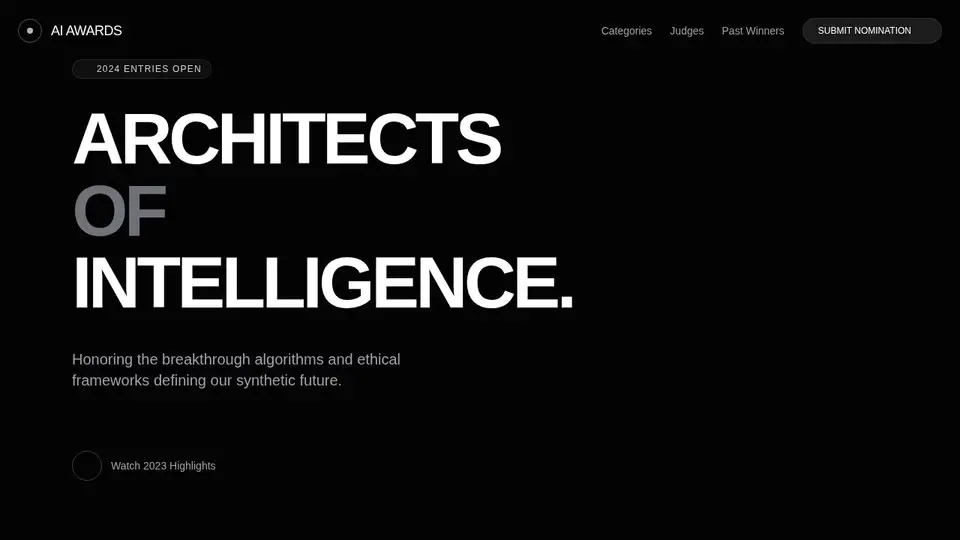 AI AWARDS
Categories
Judges
Past Winners
SUBMIT NOMINATION
2024 ENTRIES OPEN
ARCHITECTS
OF
INTELLIGENCE.
Honoring the breakthrough algorithms and ethical
frameworks defining our synthetic future.
Watch 2023 Highlights